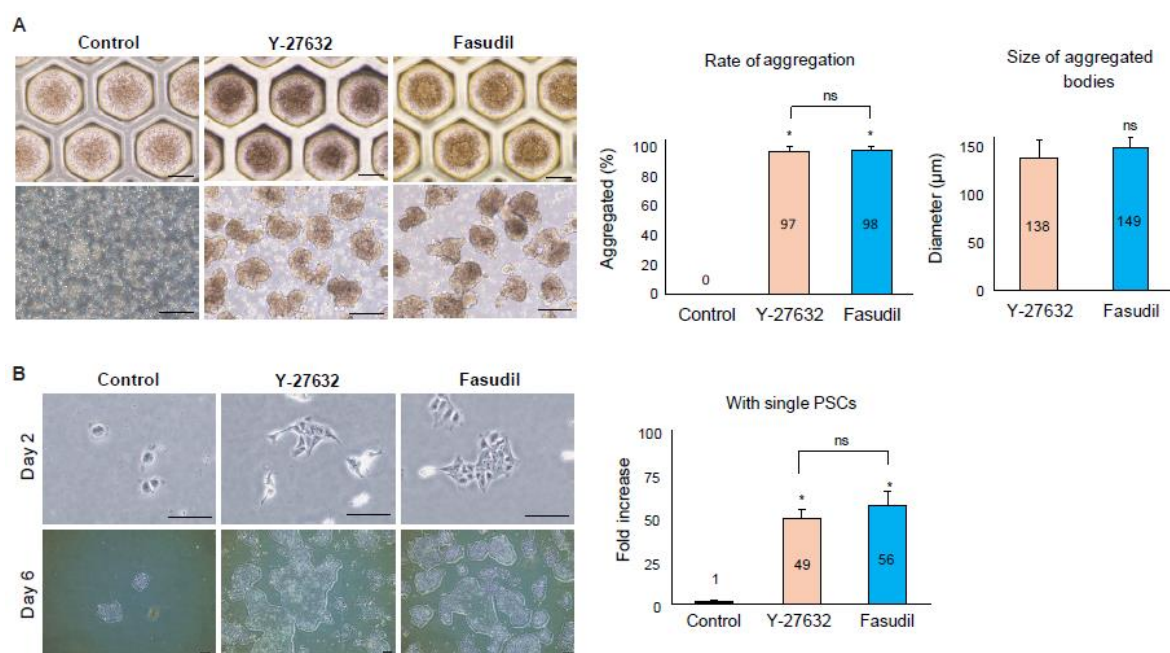 A
Control
Y-27632
Fasudil
Rate of aggregation
ns
*
*
Aggregated (%)
100
80
60
40
20
0
0
97
98
Control
Y-27632
Fasudil
Size of aggregated
bodies
ns
Diameter (µm)
150
100
50
0
138
149
Y-27632
Fasudil
B
Control
Y-27632
Fasudil
Day 2
Day 6
With single PSCs
ns
*
*
Fold increase
100
75
50
25
0
1
49
56
Control
Y-27632
Fasudil